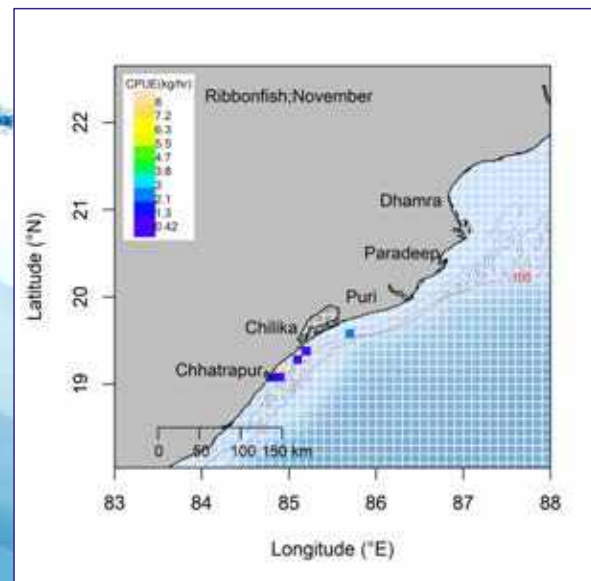 CPUE(kg/hr)
8
7.2
6.3
5.5
4.7
3.8
3
2.1
1.3
0.42
Ribbonfish;November
Dhamra
Paradeep
Puri
Chilika
Chhatrapur
100
0 50 100 150 km
22
21
20
19
Latitude (°N)
83 84 85 86 87 88
Longitude (°E)